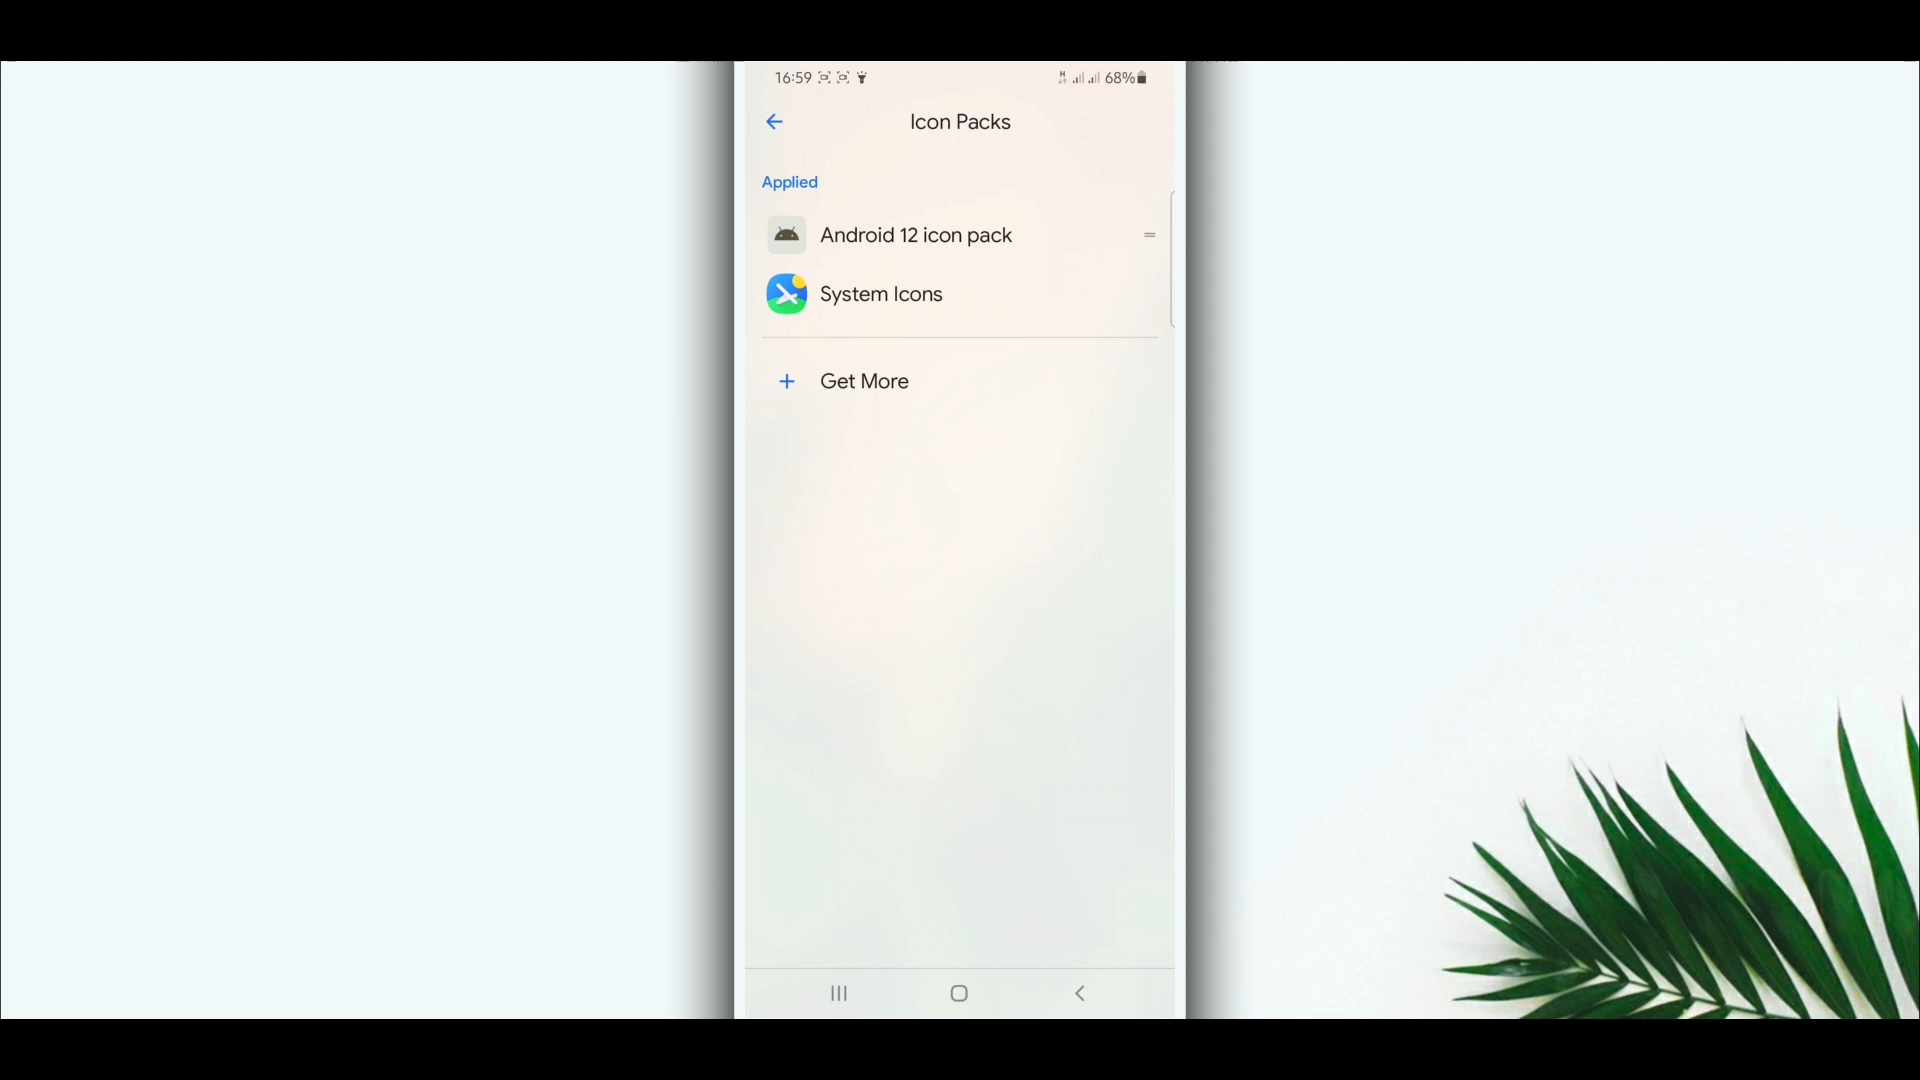 16:59 H 68%
Icon Packs
Applied
Android 12 icon pack
System Icons
Get More